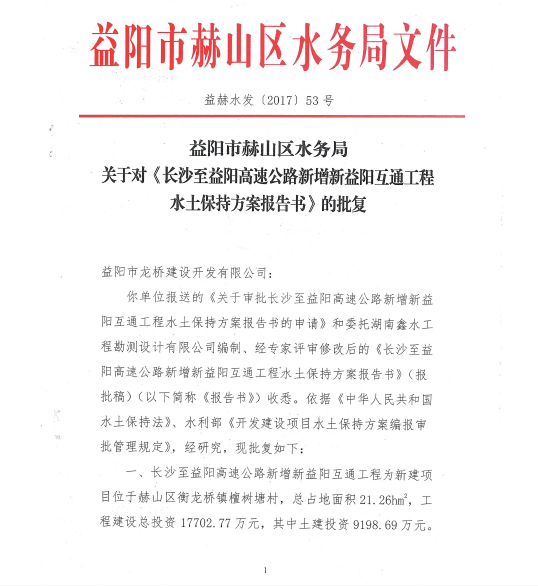 益阳市赫山区水务局文件
益赫水发〔2017〕53 号
益阳市赫山区水务局
关于对《长沙至益阳高速公路新增新益阳互通工程
水土保持方案报告书》的批复
益阳市龙桥建设开发有限公司：
你单位报送的《关于审批长沙至益阳高速公路新增新益
阳互通工程水土保持方案报告书的申请》和委托湖南鑫水工
程勘测设计有限公司编制、经专家评审修改后的《长沙至益
阳高速公路新增新益阳互通工程水土保持方案报告书》（报
批稿）（以下简称《报告书》）收悉。依据《中华人民共和国
水土保持法》、水利部《开发建设项目水土保持方案编报审
批管理规定》，经研究，现批复如下：
一、长沙至益阳高速公路新增新益阳互通工程为新建项
目位于赫山区衡龙桥镇檀树塘村，总占地面积 21.26hm²，工
程建设总投资 17702.77 万元，其中土建投资 9198.69 万元。
1